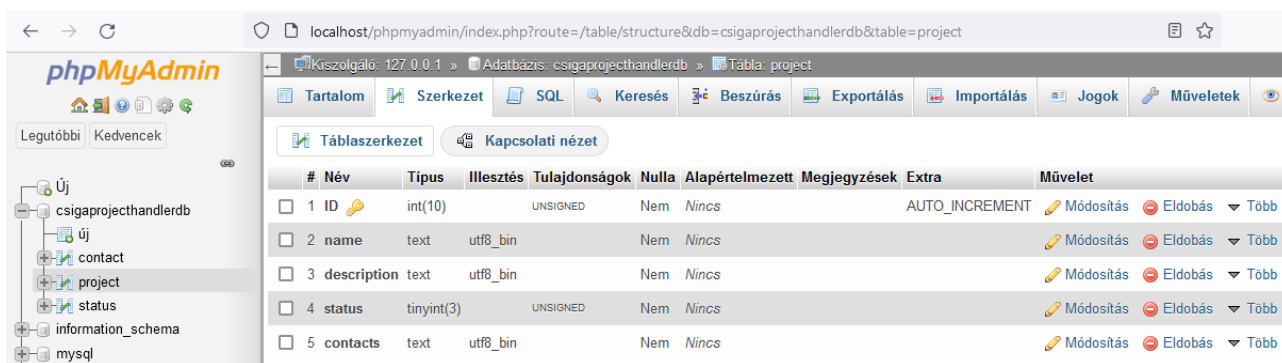 localhost/phpmyadmin/index.php?route=/table/structure&db=csigaprojecthandlerdb&table=project
phpMyAdmin
Legutóbbi Kedvencek
Új
csigaprojecthandlerdb
új
contact
project
status
information_schema
mysql
Kiszolgáló: 127.0.0.1 » Adatbázis: csigaprojecthandlerdb » Tábla: project
Tartalom Szerkezet SQL Keresés Beszúrás Exportálás Importálás Jogok Műveletek
Táblaszerkezet Kapcsolati nézet
# Név Típus Illesztés Tulajdonságok Nulla Alapértelmezett Megjegyzések Extra Művelet
1 ID int(10) UNSIGNED Nem Nincs AUTO_INCREMENT Módosítás Eldobás Több
2 name text utf8_bin Nem Nincs Módosítás Eldobás Több
3 description text utf8_bin Nem Nincs Módosítás Eldobás Több
4 status tinyint(3) UNSIGNED Nem Nincs Módosítás Eldobás Több
5 contacts text utf8_bin Nem Nincs Módosítás Eldobás Több